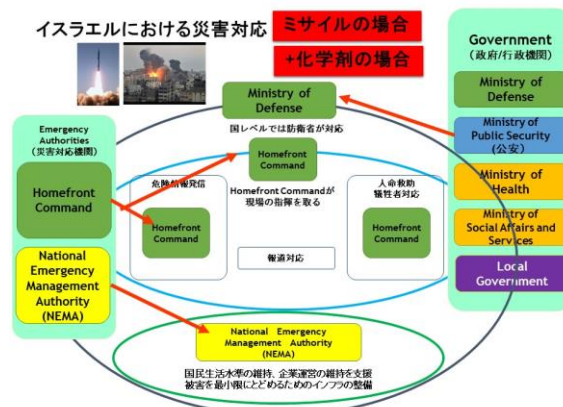 イスラエルにおける災害対応
ミサイルの場合
+化学剤の場合
Government
(政府/行政機関)
Ministry of
Defense
Ministry of
Public Security
(公安)
Ministry of
Health
Ministry of
Social Affairs and
Services
Local
Government
Ministry of
Defense
国レベルでは防衛省が対応
Emergency
Authorities
(災害対応機関)
Homefront
Command
National
Emergency
Management
Authority
(NEMA)
Homefront
Command
Homefront Commandが
現場の指揮を取る
危険情報発信
Homefront
Command
人命救助
犠牲者対応
Homefront
Command
報道対応
National Emergency
Management Authority
(NEMA)
国民生活水準の維持、企業運営の維持を支援
被害を最小限にとどめるためのインフラの整備